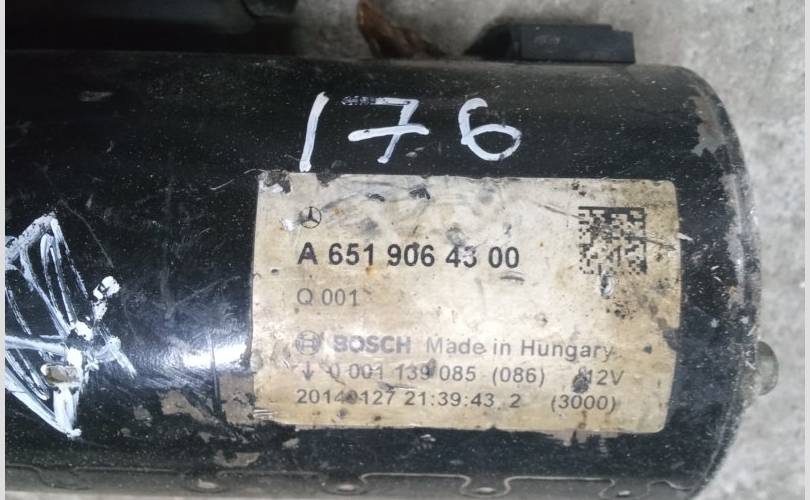 176
A 651 906 43 00
Q 001
BOSCH Made in Hungary
0 001 139 085 (086) 12V
20140127 21:39:43 2 (3000)